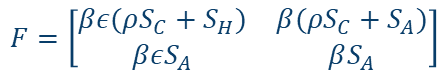 F = [ βϵ(ρS_C + S_H)  β(ρS_C + S_A)
βϵS_A  βS_A ]